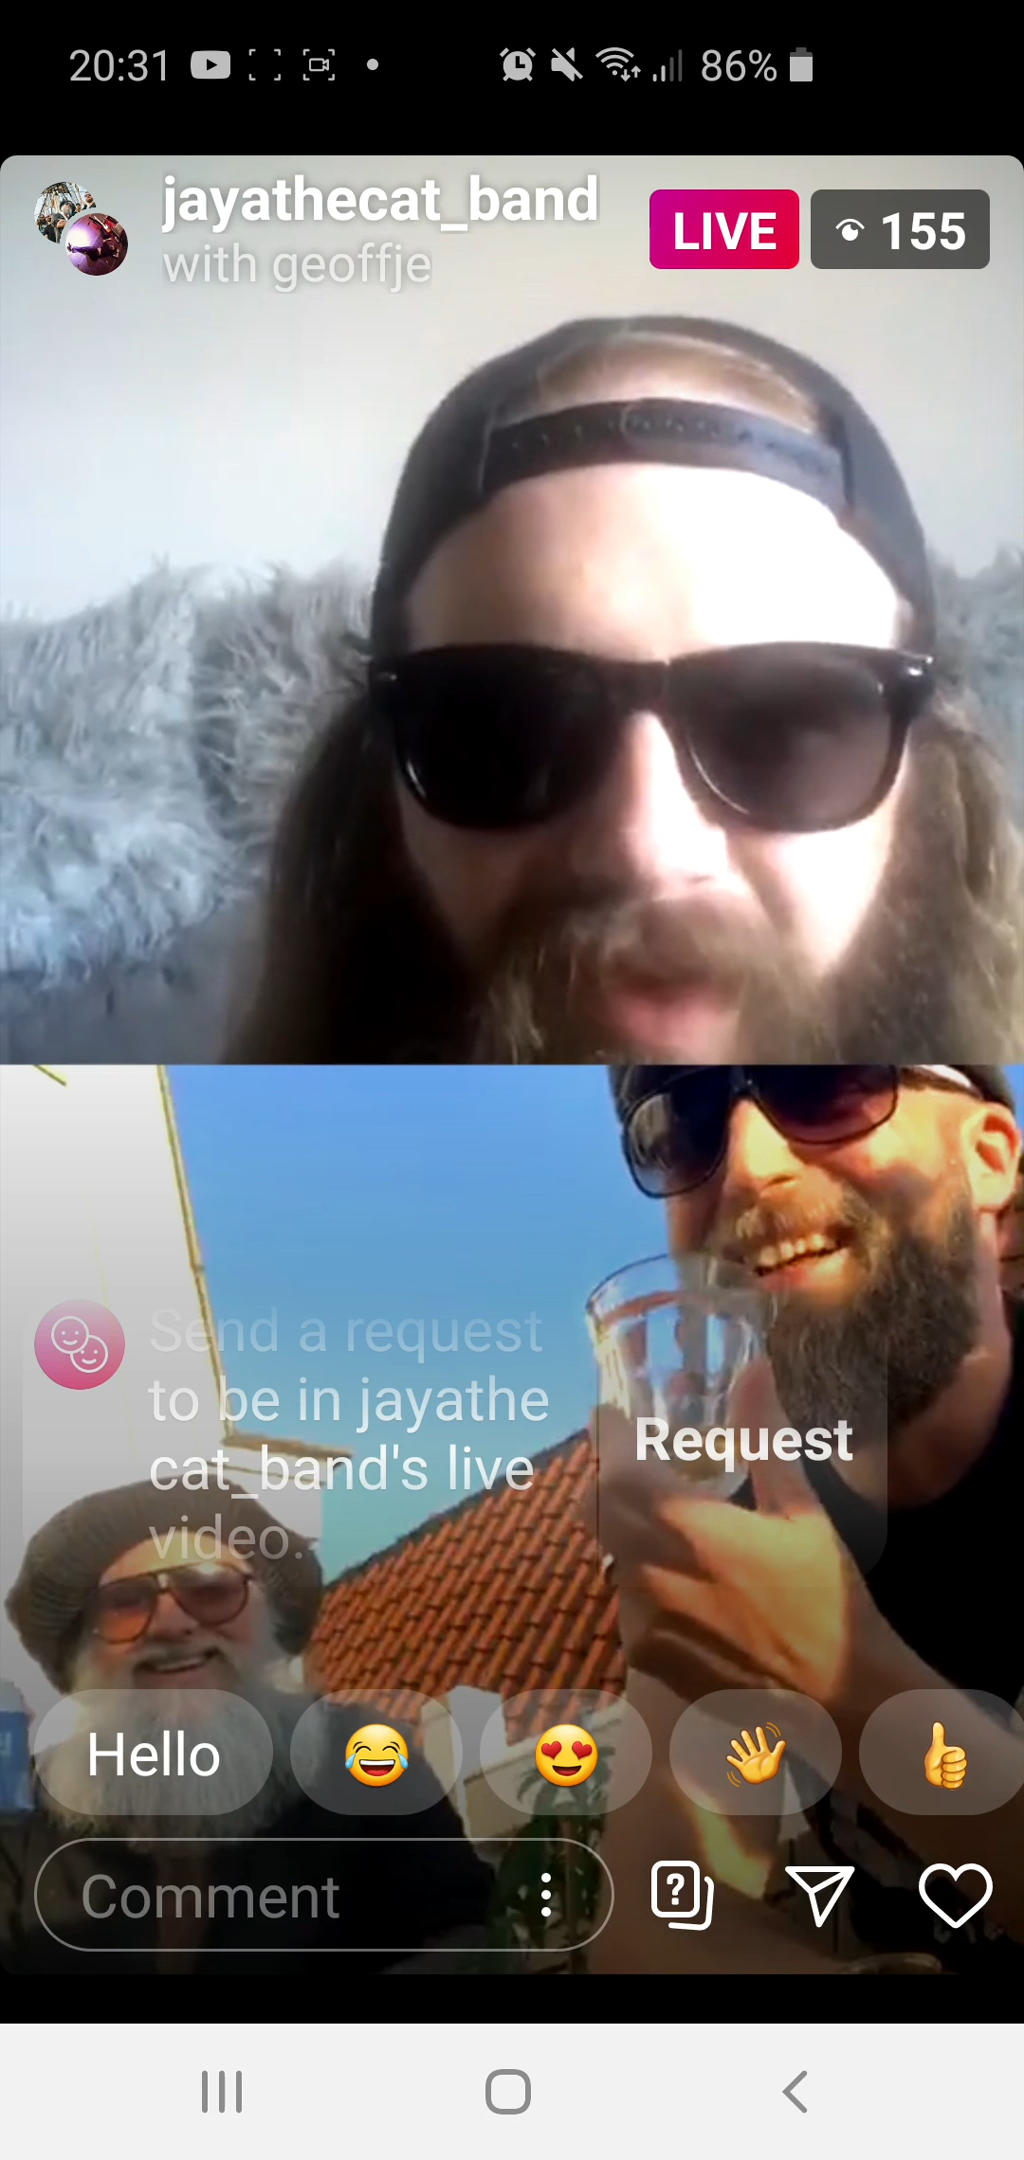 20:31 86%
jayathecat_band
with geoffje
LIVE
155
Send a request
to be in jayathe
cat_band's live
video.
Request
Hello
Comment